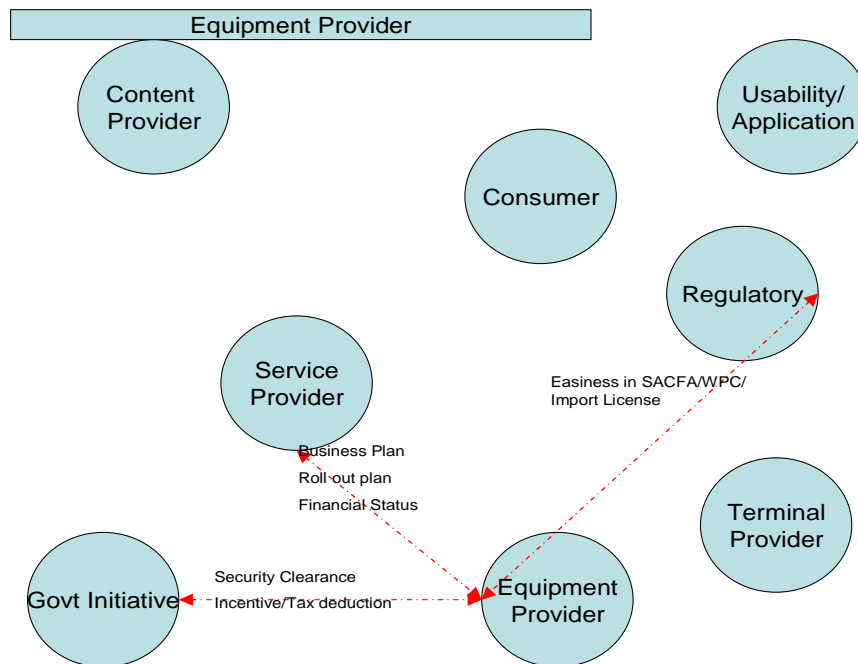 Equipment Provider
Content
Provider
Usability/
Application
Consumer
Regulatory
Service
Provider
Easiness in SACFA/WPC/
Import License
Business Plan
Roll out plan
Financial Status
Terminal
Provider
Security Clearance
Incentive/Tax deduction
Govt Initiative
Equipment
Provider